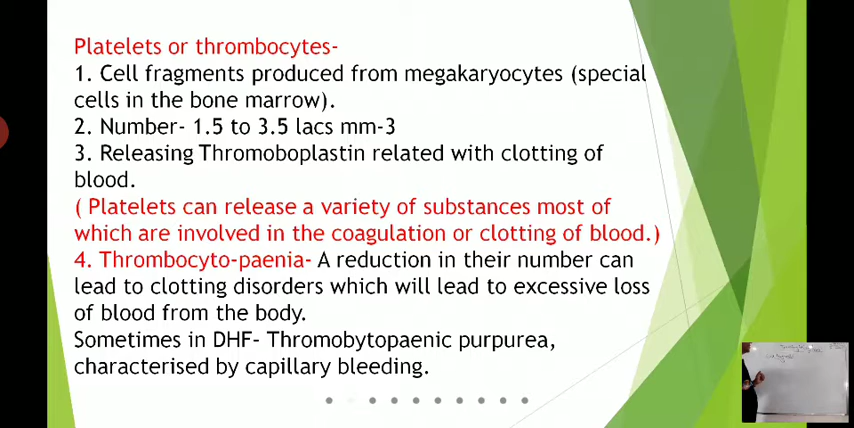 Platelets or thrombocytes-
1. Cell fragments produced from megakaryocytes (special
cells in the bone marrow).
2. Number- 1.5 to 3.5 lacs mm-3
3. Releasing Thromoboplastin related with clotting of
blood.
( Platelets can release a variety of substances most of
which are involved in the coagulation or clotting of blood.)
4. Thrombocyto-paenia- A reduction in their number can
lead to clotting disorders which will lead to excessive loss
of blood from the body.
Sometimes in DHF- Thrombytopaenic purpurea,
characterised by capillary bleeding.